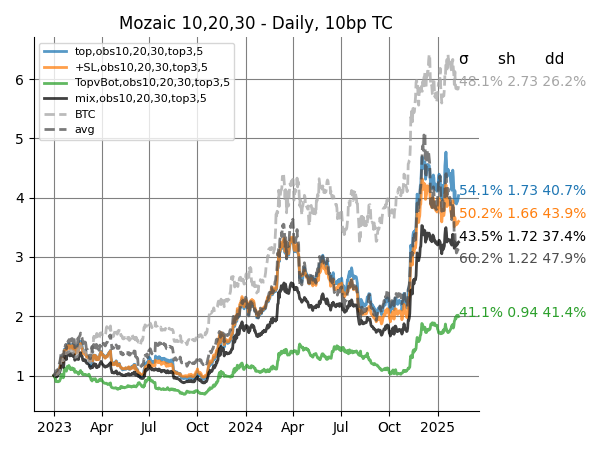 Mozaic 10,20,30 - Daily, 10bp TC
top,obs10,20,30,top3,5
+SL,obs10,20,30,top3,5
TopvBot,obs10,20,30,top3,5
mix,obs10,20,30,top3,5
BTC
avg
σ sh dd
48.1% 2.73 26.2%
54.1% 1.73 40.7%
50.2% 1.66 43.9%
43.5% 1.72 37.4%
60.2% 1.22 47.9%
41.1% 0.94 41.4%
6
5
4
3
2
1
2023 Apr Jul Oct 2024 Apr Jul Oct 2025